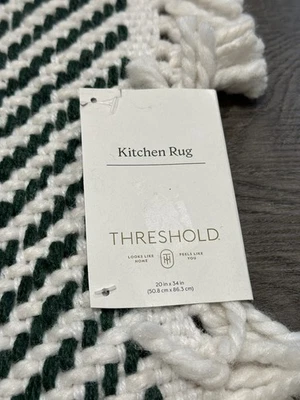 Kitchen Rug
THRESHOLD
LOOKS LIKE HOME TH FEELS LIKE YOU
20 in x 34 in
(50.8 cm x 86.3 cm)